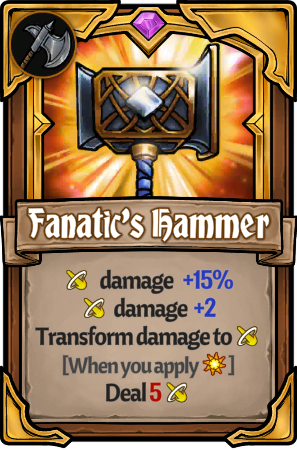 Fanatic's Hammer
damage +15%
damage +2
Transform damage to
[When you apply ]
Deal 5